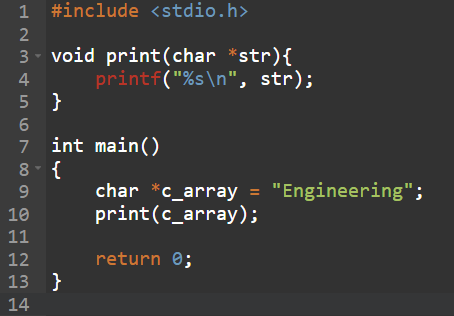 1 #include <stdio.h>
2
3 void print(char *str){
4     printf("%s\n", str);
5 }
6
7 int main()
8 {
9     char *c_array = "Engineering";
10     print(c_array);
11
12     return 0;
13 }
14